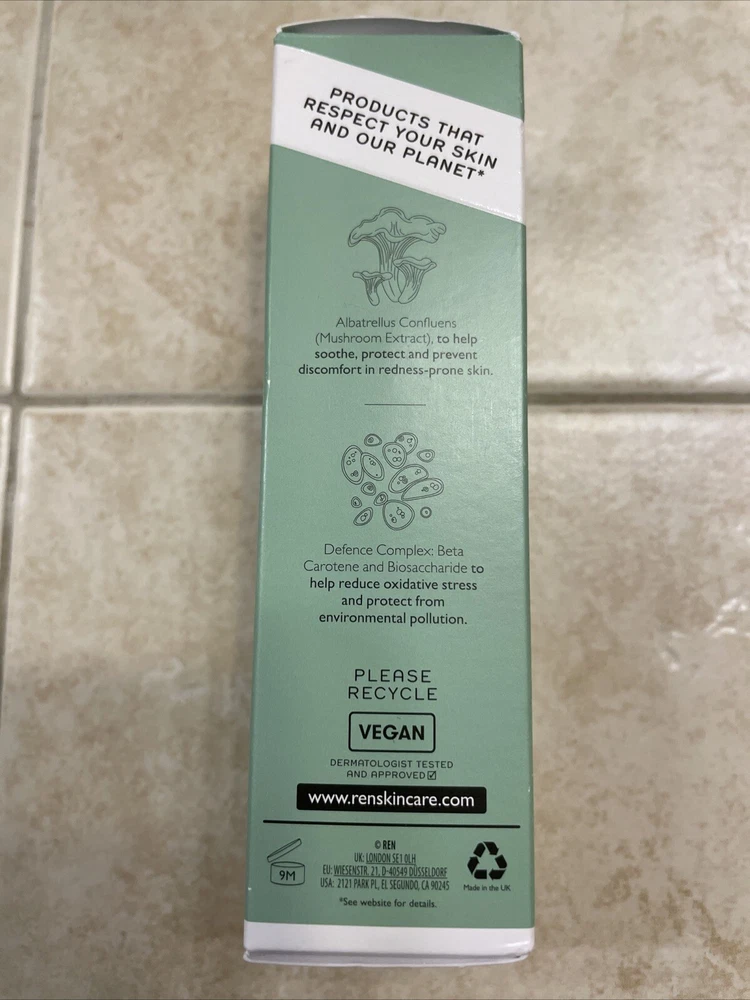 PRODUCTS THAT
RESPECT YOUR SKIN
AND OUR PLANET*
Albatrellus Confluens
(Mushroom Extract), to help
soothe, protect and prevent
discomfort in redness-prone skin.
Defence Complex: Beta
Carotene and Biosaccharide to
help reduce oxidative stress
and protect from
environmental pollution.
PLEASE
RECYCLE
VEGAN
DERMATOLOGIST TESTED
AND APPROVED
www.renskincare.com
9M
© REN
UK: LONDON SE1 0LH
EU: WIESENSTR. 21, D-40549 DÜSSELDORF
USA: 2121 PARK PL, EL SEGUNDO, CA 90245
*See website for details.
Made in the UK